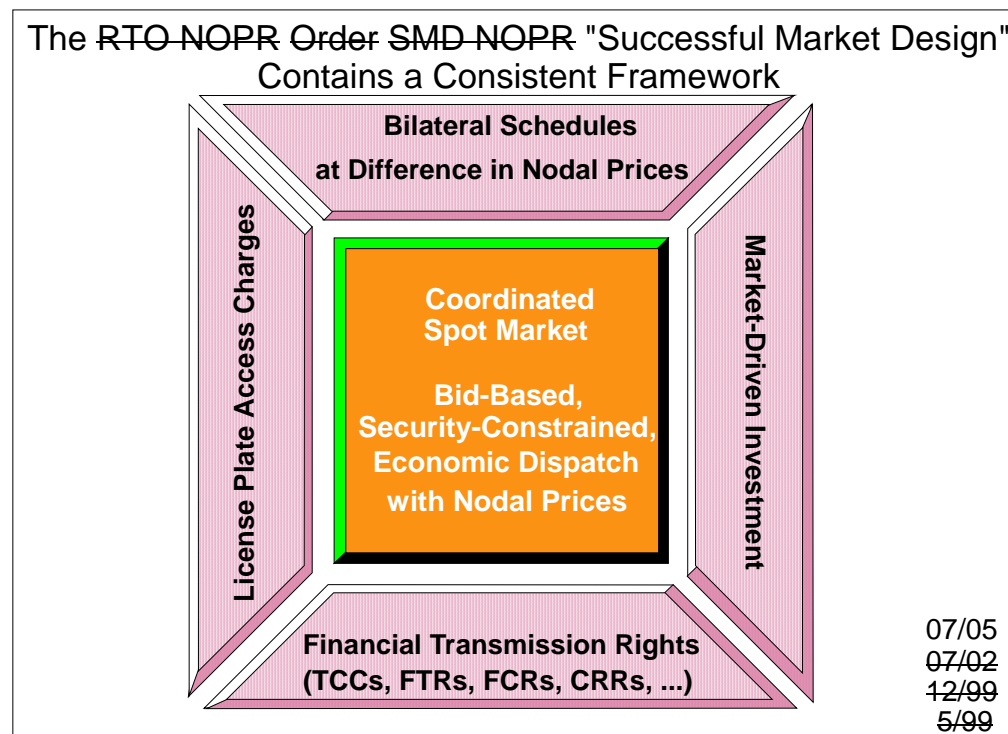 The RTO NOPR Order SMD NOPR "Successful Market Design"
Contains a Consistent Framework
Bilateral Schedules
at Difference in Nodal Prices
License Plate Access Charges
Coordinated
Spot Market
Bid-Based,
Security-Constrained,
Economic Dispatch
with Nodal Prices
Market-Driven Investment
Financial Transmission Rights
(TCCs, FTRs, FCRs, CRRs, ...)
07/05
07/02
12/99
5/99